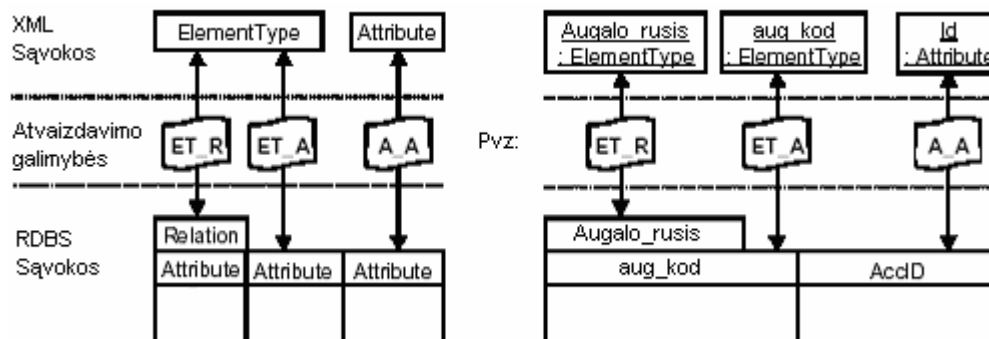 XML
Sąvokos
ElementType
Attribute
Augalo_rusis
: ElementType
aug_kod
: ElementType
Id
: Attribute
Atvaizdavimo
galimybės
ET_R
ET_A
A_A
Pvz:
ET_R
ET_A
A_A
RDBS
Sąvokos
Relation
Attribute
Attribute
Attribute
Augalo_rusis
aug_kod
AccID